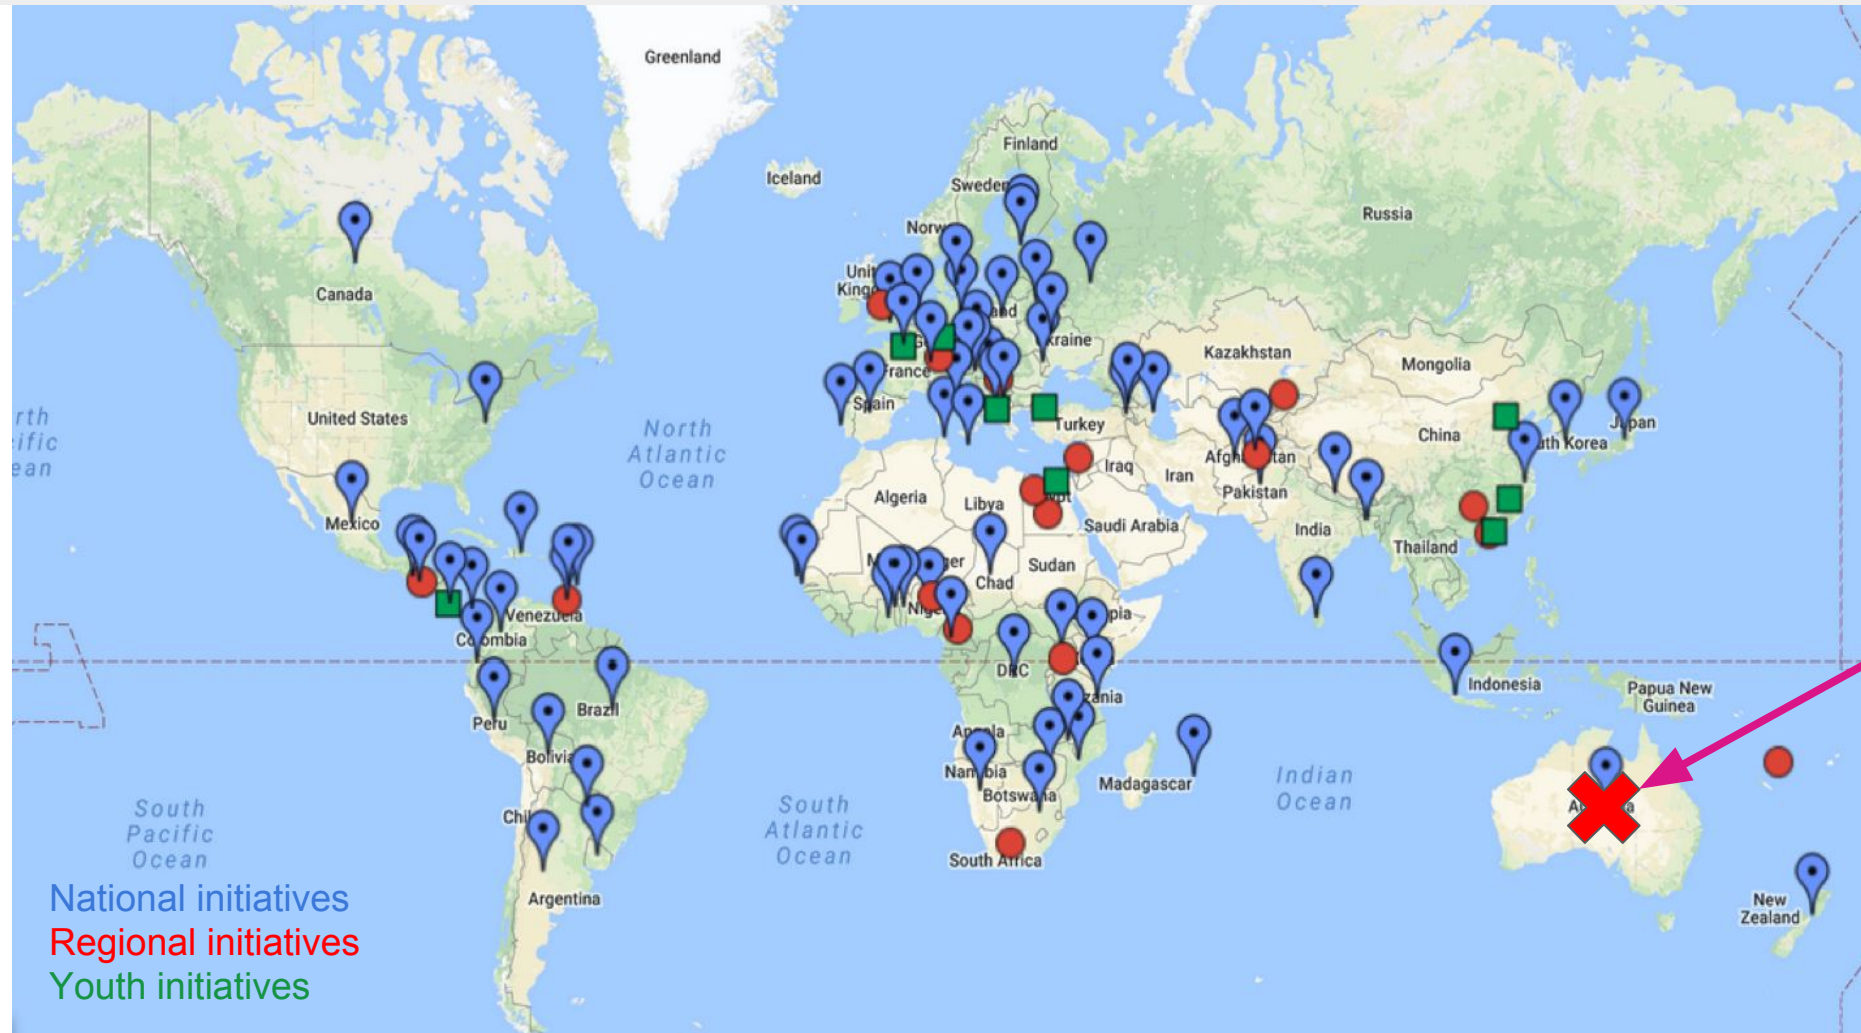 Greenland
Finland
Iceland
Sweden
Russia
Canada
Kazakhstan
Mongolia
France
United States
Spain
Turkey
China
North
Atlantic
Ocean
Iraq
Iran
Algeria
Libya
Pakistan
Mexico
Saudi Arabia
India
Thailand
Sudan
Chad
Venezuela
DRC
Indonesia
Papua New
Guinea
Peru
Brazil
Bolivia
Namibia
Botswana
Madagascar
Indian
Ocean
South
Pacific
Ocean
South
Atlantic
Ocean
South Africa
Argentina
New
Zealand
National initiatives
Regional initiatives
Youth initiatives